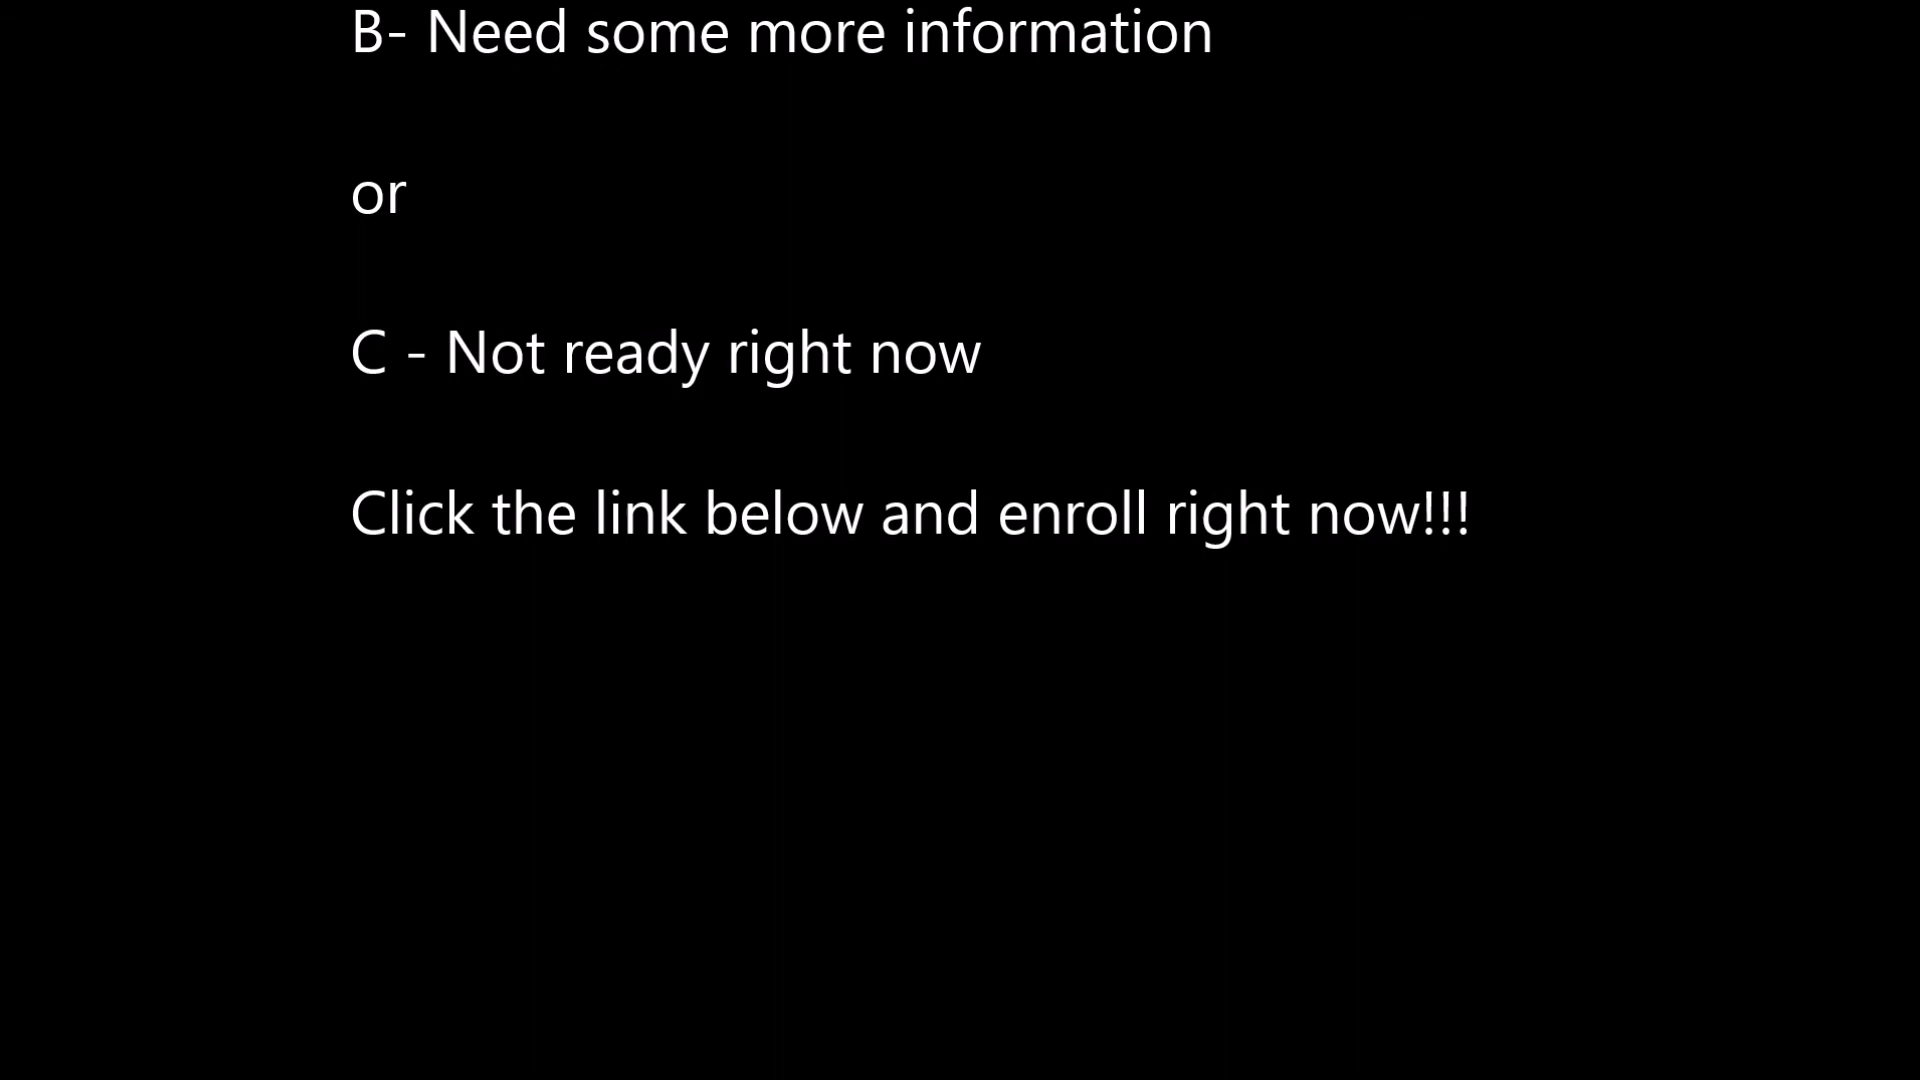 B- Need some more information
or
C - Not ready right now
Click the link below and enroll right now!!!